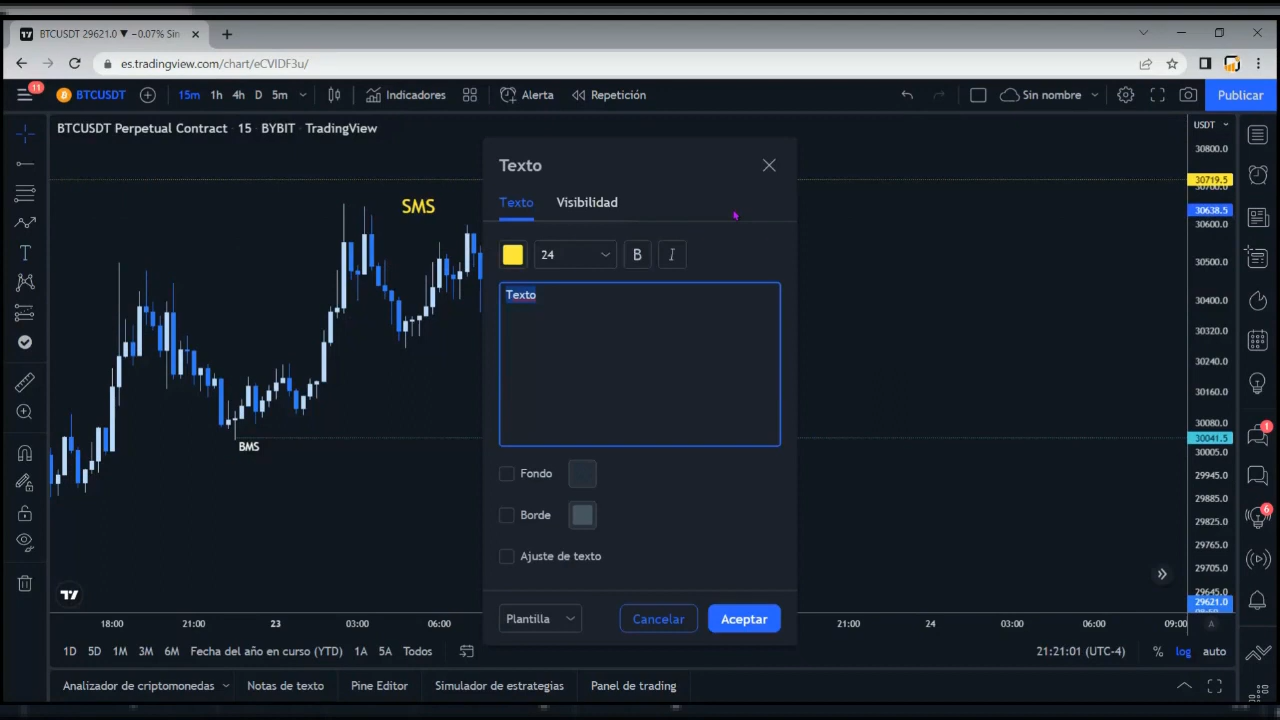 BTCUSDT 29621.0 ▼ −0.07% Sin
es.tradingview.com/chart/eCVIDF3u/
11
BTCUSDT 15m 1h 4h D 5m Indicadores Alerta Repetición Sin nombre Publicar
BTCUSDT Perpetual Contract · 15 · BYBIT · TradingView
USDT
30800.0
30719.5
30700.0
30638.5
30600.0
30500.0
30400.0
30320.0
30240.0
30160.0
30080.0
30041.5
30005.0
29945.0
29885.0
29825.0
29765.0
29705.0
29645.0
29621.0
SMS
BMS
Texto
Texto Visibilidad
24 B I
Texto
Fondo
Borde
Ajuste de texto
Plantilla Cancelar Aceptar
1
6
18:00 21:00 23 03:00 06:00 21:00 24 03:00 06:00 09:00 A
1D 5D 1M 3M 6M Fecha del año en curso (YTD) 1A 5A Todos 21:21:01 (UTC-4) % log auto
Analizador de criptomonedas Notas de texto Pine Editor Simulador de estrategias Panel de trading